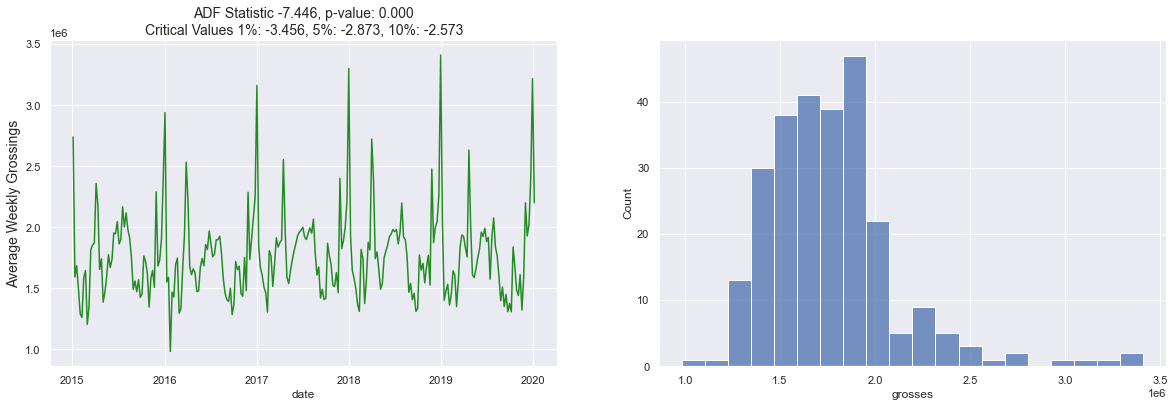 ADF Statistic -7.446, p-value: 0.000
Critical Values 1%: -3.456, 5%: -2.873, 10%: -2.573
1e6
3.5
3.0
2.5
2.0
1.5
1.0
Average Weekly Grossings
2015 2016 2017 2018 2019 2020
date
40
30
20
10
0
Count
1.0 1.5 2.0 2.5 3.0 3.5
1e6
grosses